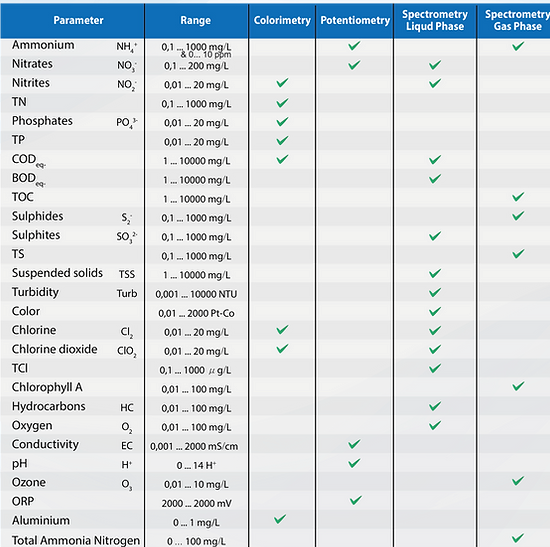 Parameter Range Colorimetry Potentiometry Spectrometry Liqud Phase Spectrometry Gas Phase
Ammonium NH₄⁺ 0,1 ... 1000 mg/L & 0... 10 ppm ✓ ✓
Nitrates NO₃⁻ 0,1 ... 200 mg/L ✓ ✓
Nitrites NO₂⁻ 0,01 ... 20 mg/L ✓ ✓
TN 0,1 ... 1000 mg/L ✓
Phosphates PO₄³⁻ 0,01 ... 20 mg/L ✓
TP 0,01 ... 20 mg/L ✓
COD eq. 1 ... 10000 mg/L ✓ ✓
BOD eq. 1 ... 10000 mg/L ✓
TOC 1 ... 10000 mg/L ✓
Sulphides S₂⁻ 0,1 ... 1000 mg/L ✓
Sulphites SO₃²⁻ 0,1 ... 1000 mg/L ✓
TS 0,1 ... 1000 mg/L ✓
Suspended solids TSS 1 ... 10000 mg/L ✓
Turbidity Turb 0,001 ... 10000 NTU ✓
Color 0,01 ... 2000 Pt-Co ✓
Chlorine Cl₂ 0,01 ... 20 mg/L ✓ ✓
Chlorine dioxide ClO₂ 0,01 ... 20 mg/L ✓ ✓
TCl 0,1 ... 1000 μg/L ✓
Chlorophyll A 0,01 ... 100 mg/L ✓
Hydrocarbons HC 0,01 ... 100 mg/L ✓
Oxygen O₂ 0,01 ... 100 mg/L ✓
Conductivity EC 0,001 ... 2000 mS/cm ✓
pH H⁺ 0 ... 14 H⁺ ✓
Ozone O₃ 0,01 ... 10 mg/L ✓
ORP 2000 ... 2000 mV ✓
Aluminium 0 ... 1 mg/L ✓
Total Ammonia Nitrogen 0 ... 100 mg/L ✓